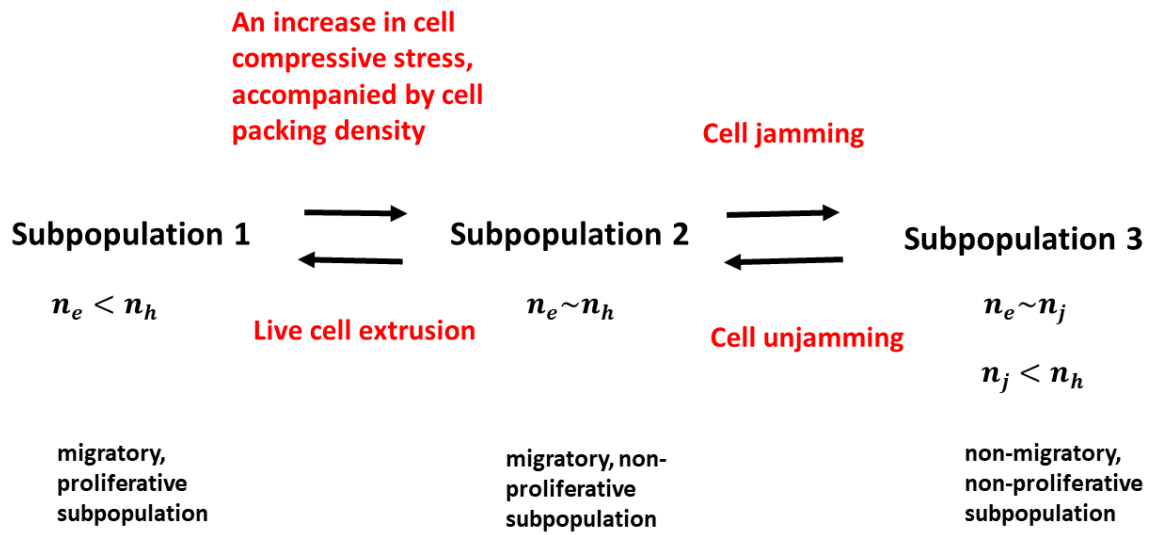 An increase in cell
compressive stress,
accompanied by cell
packing density
Cell jamming
Subpopulation 1
Subpopulation 2
Subpopulation 3
n_e < n_h
n_e~n_h
n_e~n_j
Live cell extrusion
Cell unjamming
n_j < n_h
migratory,
proliferative
subpopulation
migratory, non-
proliferative
subpopulation
non-migratory,
non-proliferative
subpopulation